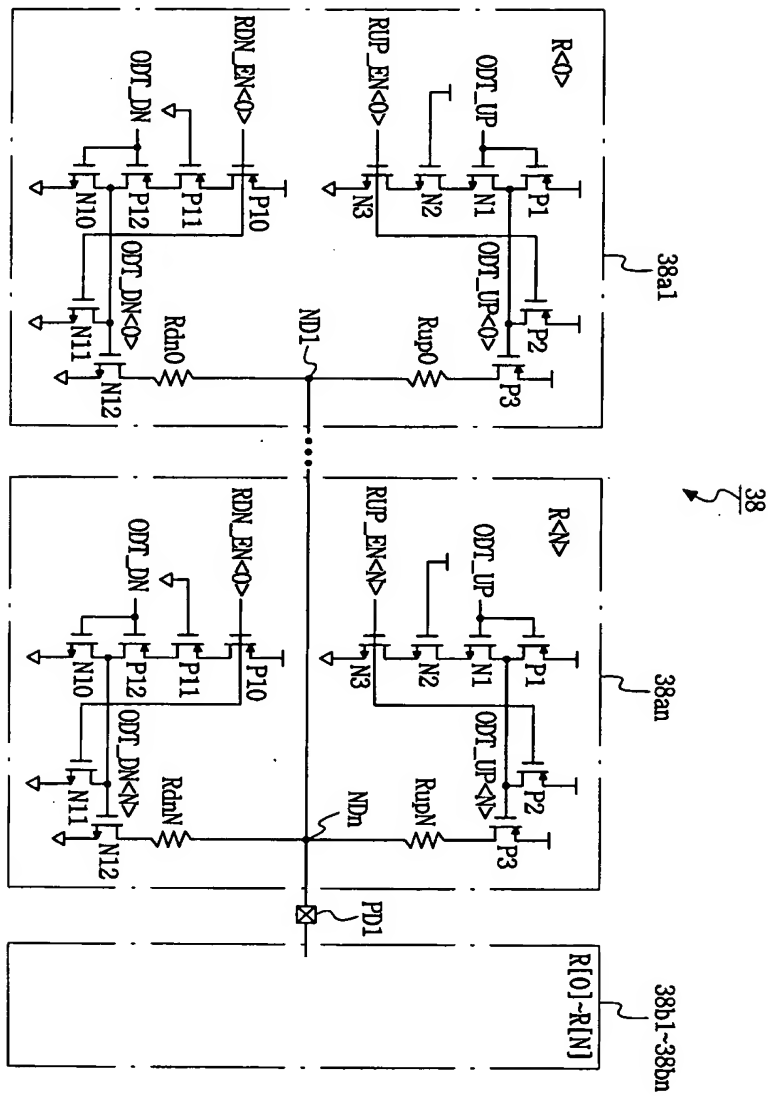 38
38a1
R<0>
ODT_UP
RUP_EN<0>
P1
N1
N2
N3
ODT_UP<0>
P2
P3
Rup0
ND1
RDN_EN<0>
ODT_DN
P10
P11
P12
N10
ODT_DN<0>
N11
N12
Rdn0
38an
R<N>
ODT_UP
RUP_EN<N>
P1
N1
N2
N3
ODT_UP<N>
P2
P3
RupN
NDn
RDN_EN<0>
ODT_DN
P10
P11
P12
N10
ODT_DN<N>
N11
N12
RdnN
PD1
38b1~38bn
R[0]~R[N]